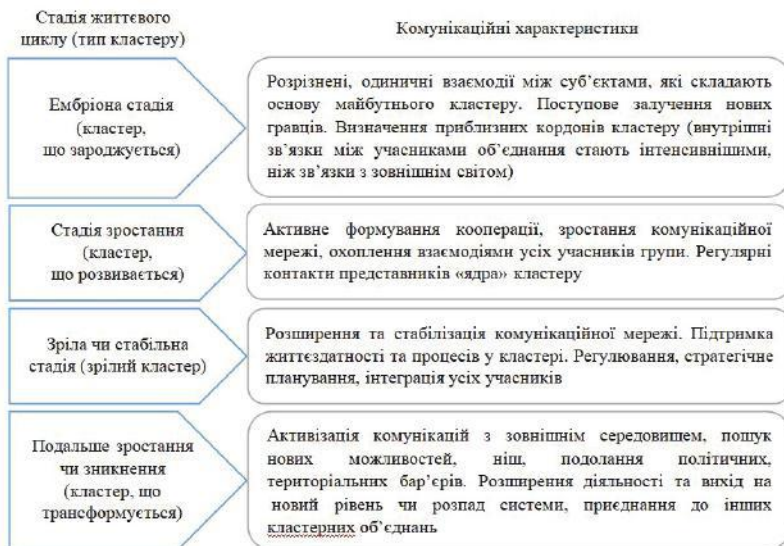 Стадія життєвого
циклу (тип кластеру)
Комунікаційні характеристики
Ембріона стадія
(кластер,
що зароджується)
Розрізнені, одиничні взаємодії між суб’єктами, які складають
основу майбутнього кластеру. Поступове залучення нових
гравців. Визначення приблизних кордонів кластеру (внутрішні
зв’язки між учасниками об’єднання стають інтенсивнішими,
ніж зв’язки з зовнішнім світом)
Стадія зростання
(кластер,
що розвивається)
Активне формування кооперації, зростання комунікаційної
мережі, охоплення взаємодіями усіх учасників групи. Регулярні
контакти представників «ядра» кластеру
Зріла чи стабільна
стадія (зрілий кластер)
Розширення та стабілізація комунікаційної мережі. Підтримка
життєздатності та процесів у кластері. Регулювання, стратегічне
планування, інтеграція усіх учасників
Подальше зростання
чи зникнення
(кластер, що
трансформується)
Активізація комунікацій з зовнішнім середовищем, пошук
нових можливостей, ніш, подолання політичних,
територіальних бар’єрів. Розширення діяльності та вихід на
новий рівень чи розпад системи, приєднання до інших
кластерних об’єднань